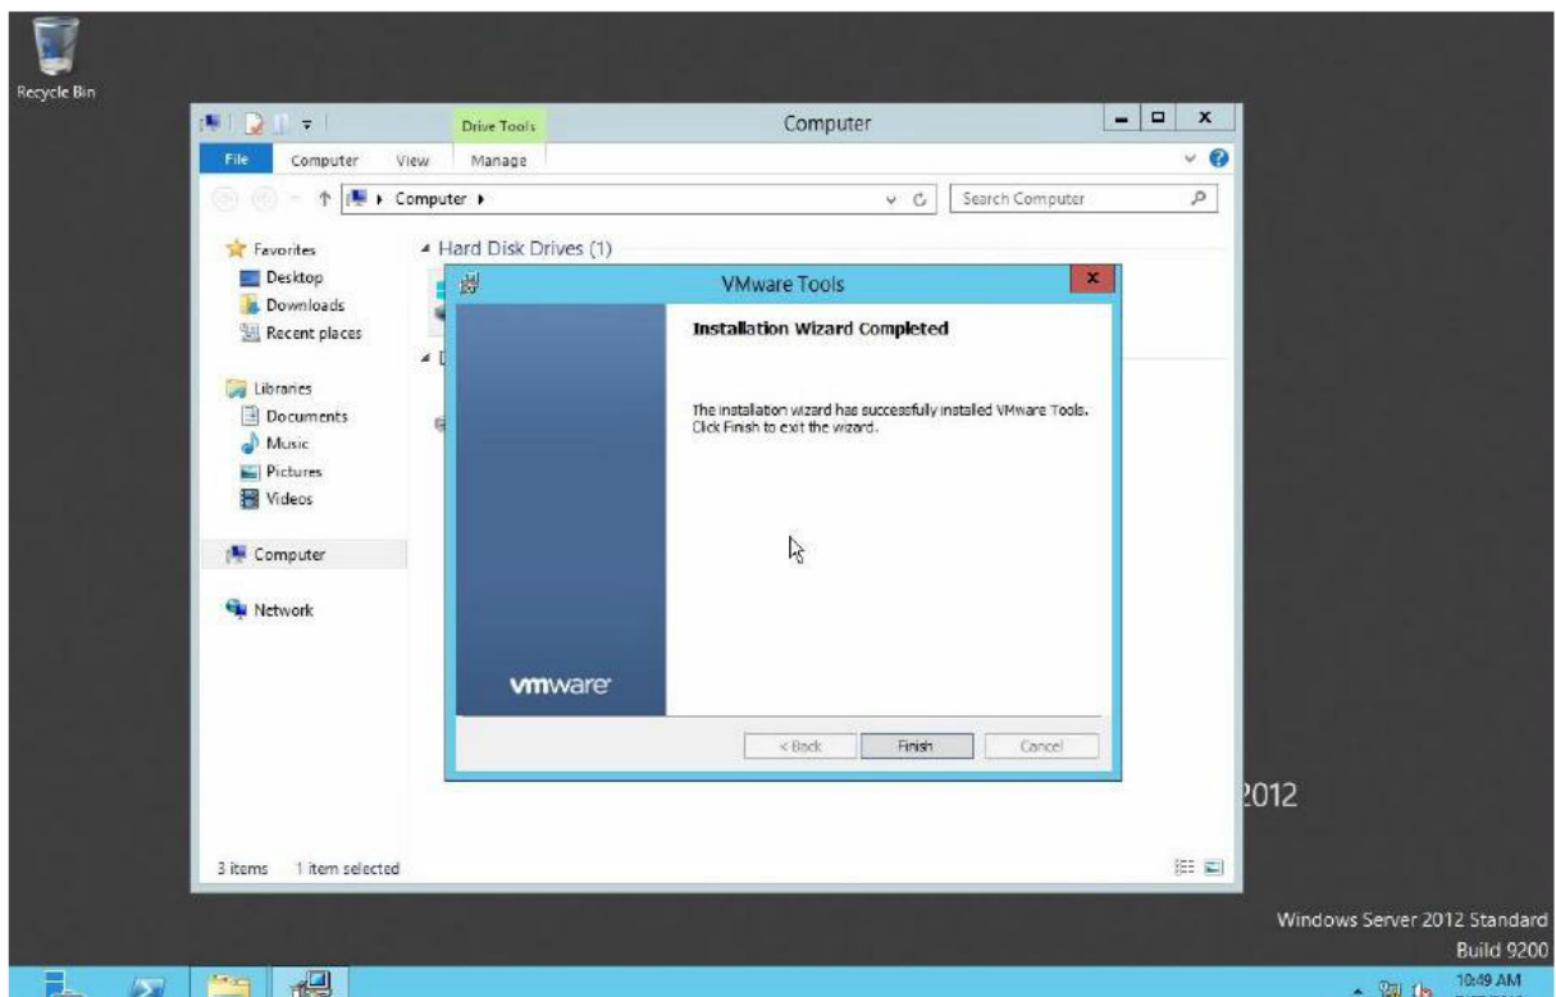 Recycle Bin
Drive Tools
Computer
File
Computer
View
Manage
Computer
Search Computer
Favorites
Desktop
Downloads
Recent places
Libraries
Documents
Music
Pictures
Videos
Computer
Network
Hard Disk Drives (1)
VMware Tools
Installation Wizard Completed
The installation wizard has successfully installed VMware Tools.
Click Finish to exit the wizard.
vmware
< Back
Finish
Cancel
2012
3 items
1 item selected
Windows Server 2012 Standard
Build 9200
10:49 AM